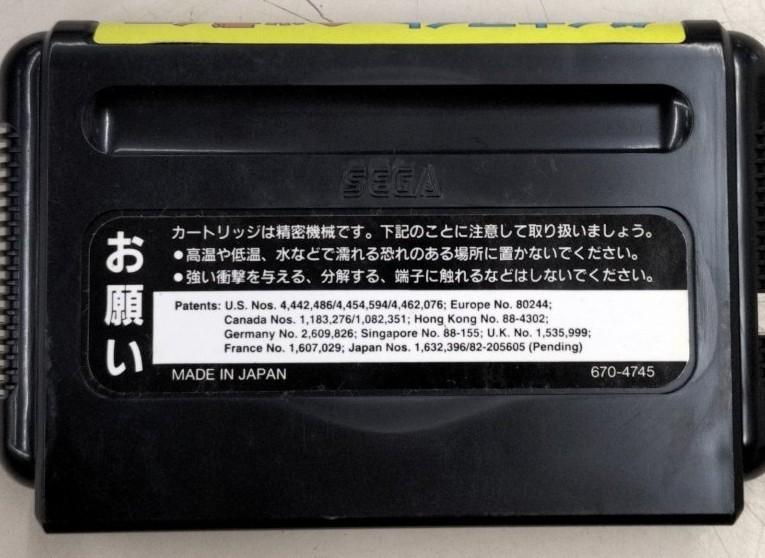 SEGA
お願い
カートリッジは精密機械です。下記のことに注意して取り扱いましょう。
●高温や低温、水などで濡れる恐れのある場所に置かないでください。
●強い衝撃を与える、分解する、端子に触れるなどはしないでください。
Patents: U.S. Nos. 4,442,486/4,454,594/4,462,076; Europe No. 80244;
Canada Nos. 1,183,276/1,082,351; Hong Kong No. 88-4302;
Germany No. 2,609,826; Singapore No. 88-155; U.K. No. 1,535,999;
France No. 1,607,029; Japan Nos. 1,632,396/82-205605 (Pending)
MADE IN JAPAN
670-4745